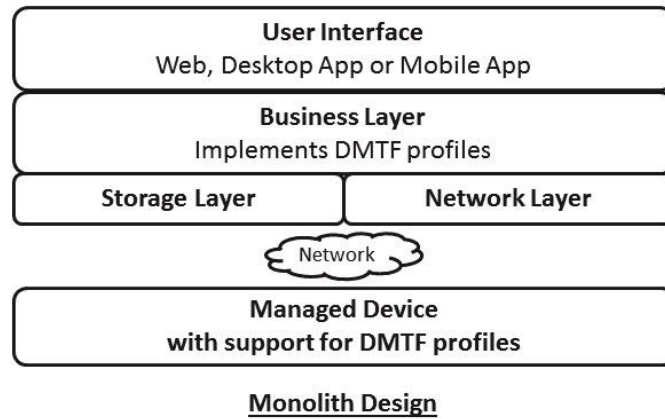 User Interface
Web, Desktop App or Mobile App
Business Layer
Implements DMTF profiles
Storage Layer
Network Layer
Network
Managed Device
with support for DMTF profiles
Monolith Design